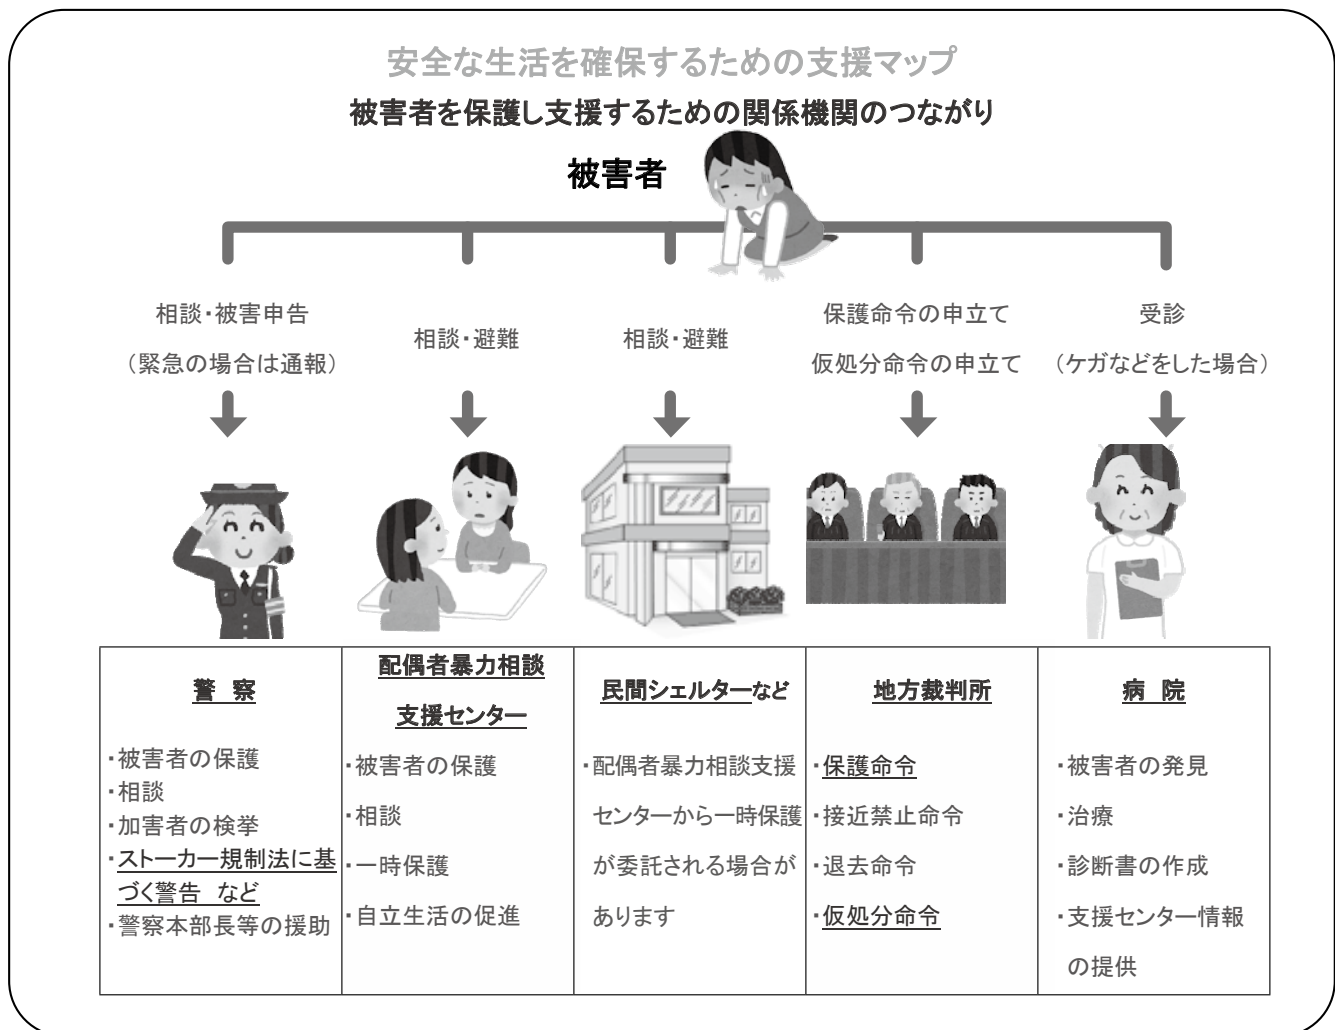 安全な生活を確保するための支援マップ
被害者を保護し支援するための関係機関のつながり
被害者
相談・被害申告
（緊急の場合は通報）
相談・避難
相談・避難
保護命令の申立て
仮処分命令の申立て
受診
（ケガなどをした場合）
警　察
・被害者の保護
・相談
・加害者の検挙
・ストーカー規制法に基
づく警告　など
・警察本部長等の援助
配偶者暴力相談
支援センター
・被害者の保護
・相談
・一時保護
・自立生活の促進
民間シェルターなど
・配偶者暴力相談支援
センターから一時保護
が委託される場合が
あります
地方裁判所
・保護命令
・接近禁止命令
・退去命令
・仮処分命令
病　院
・被害者の発見
・治療
・診断書の作成
・支援センター情報
の提供